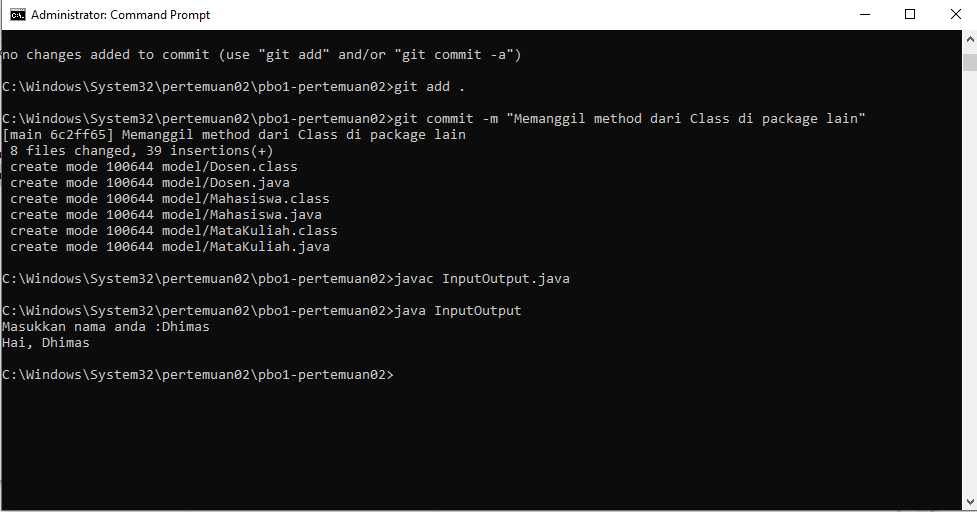 Administrator: Command Prompt
no changes added to commit (use "git add" and/or "git commit -a")
C:\Windows\System32\pertemuan02\pbo1-pertemuan02>git add .
C:\Windows\System32\pertemuan02\pbo1-pertemuan02>git commit -m "Memanggil method dari Class di package lain"
[main 6c2ff65] Memanggil method dari Class di package lain
 8 files changed, 39 insertions(+)
 create mode 100644 model/Dosen.class
 create mode 100644 model/Dosen.java
 create mode 100644 model/Mahasiswa.class
 create mode 100644 model/Mahasiswa.java
 create mode 100644 model/MataKuliah.class
 create mode 100644 model/MataKuliah.java
C:\Windows\System32\pertemuan02\pbo1-pertemuan02>javac InputOutput.java
C:\Windows\System32\pertemuan02\pbo1-pertemuan02>java InputOutput
Masukkan nama anda :Dhimas
Hai, Dhimas
C:\Windows\System32\pertemuan02\pbo1-pertemuan02>